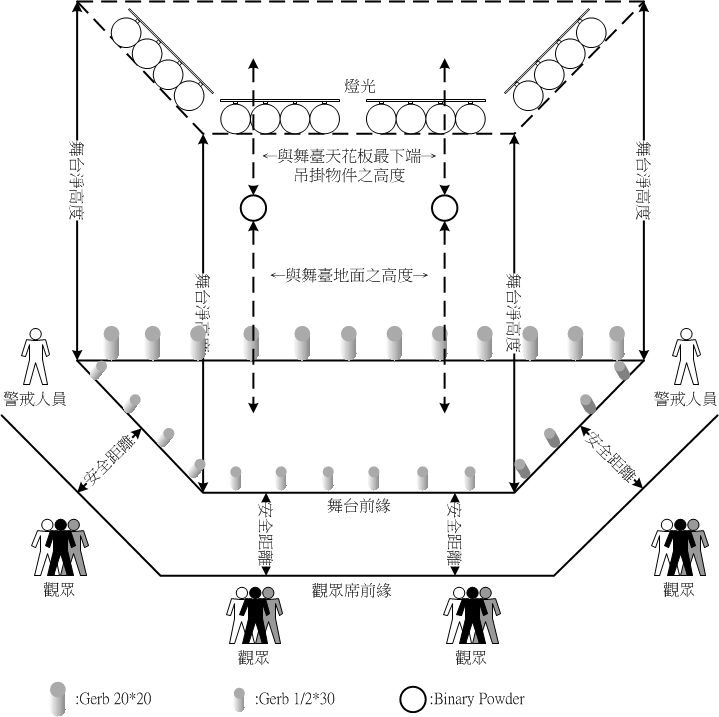 燈光
←與舞臺天花板最下端→
吊掛物件之高度
舞台淨高度
舞台淨高度
←與舞臺地面之高度→
舞台淨高度
舞台淨高度
警戒人員
警戒人員
安全距離
安全距離
舞台前緣
安全距離
安全距離
觀眾席前緣
觀眾
觀眾
觀眾
觀眾
:Gerb 20*20
:Gerb 1/2*30
:Binary Powder